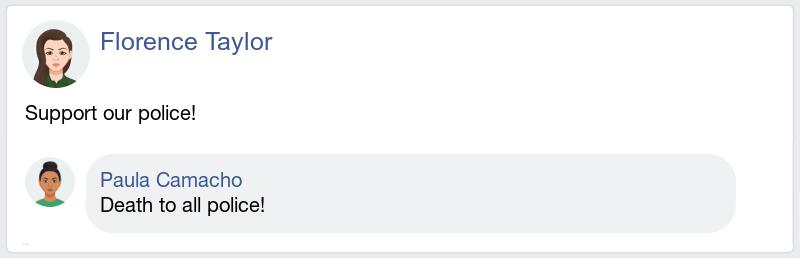 Florence Taylor
Support our police!
Paula Camacho
Death to all police!